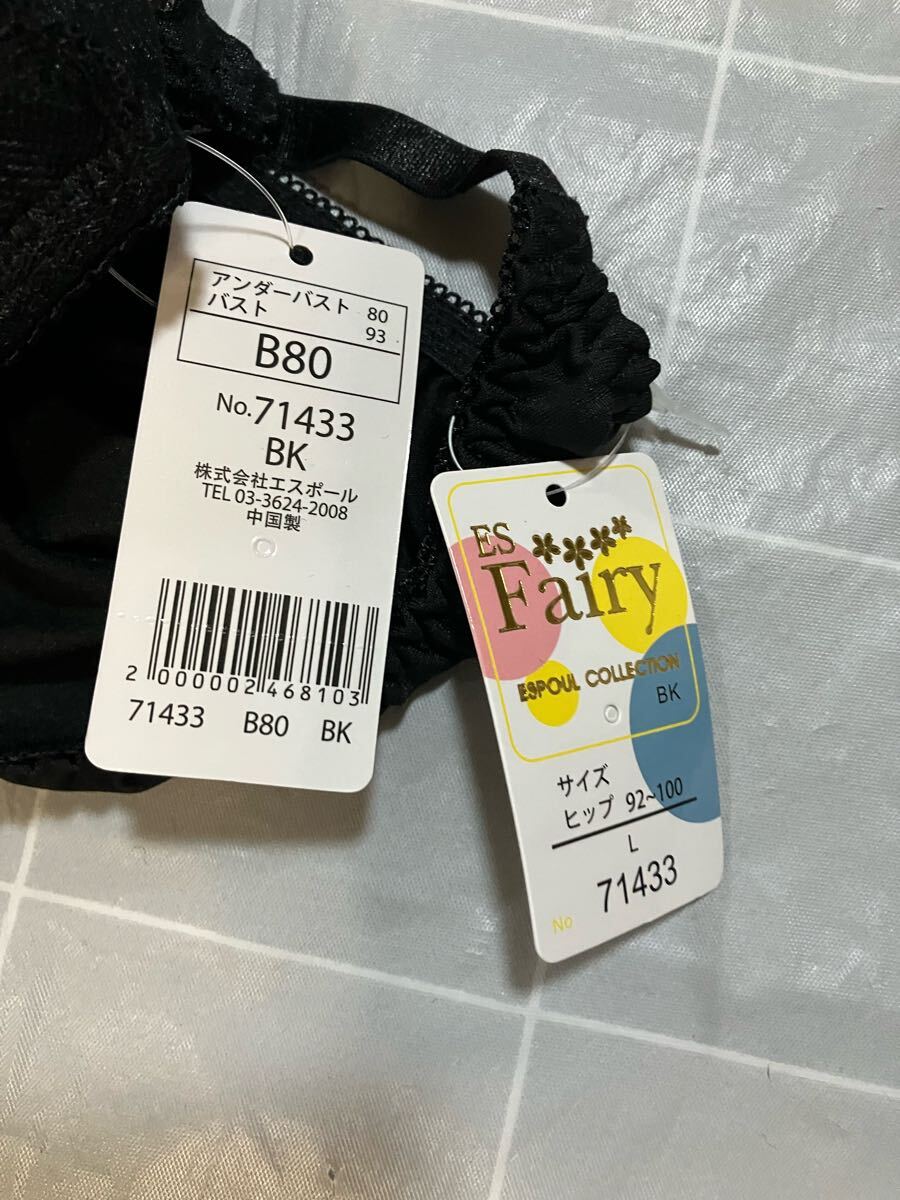 アンダーバスト 80
バスト 93
B80
No.71433
BK
株式会社エスポール
TEL 03-3624-2008
中国製
2 000002 468103
71433 B80 BK
ES
Fairy
ESPOUL COLLECTION
BK
サイズ
ヒップ 92~100
L
No 71433